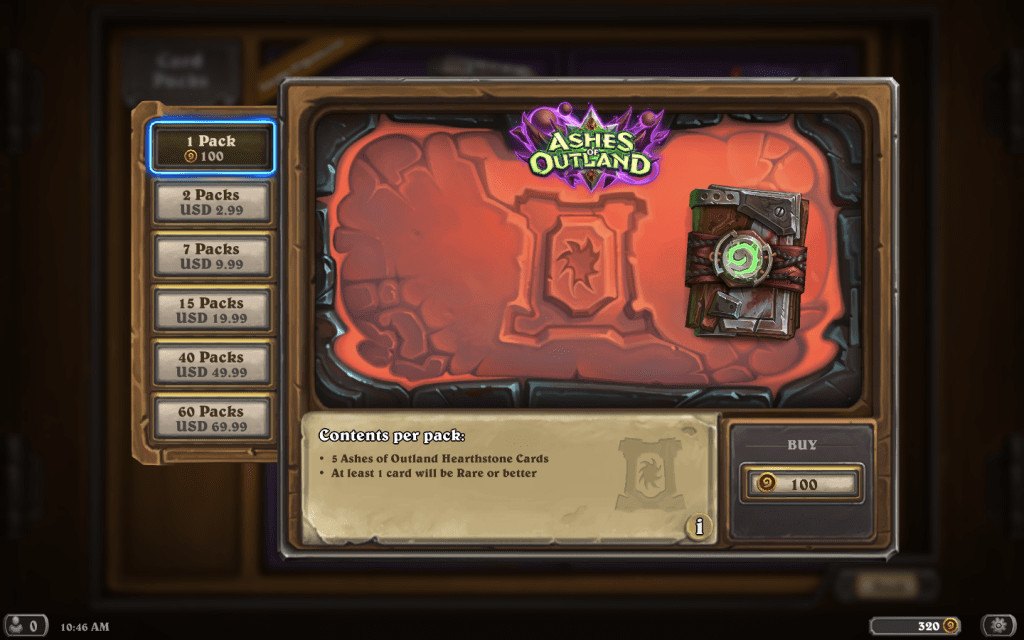 Card
Packs
ASHES
OF
OUTLAND
1 Pack
100
2 Packs
USD 2.99
7 Packs
USD 9.99
15 Packs
USD 19.99
40 Packs
USD 49.99
60 Packs
USD 69.99
Contents per pack:
• 5 Ashes of Outland Hearthstone Cards
• At least 1 card will be Rare or better
i
BUY
100
0
10:46 AM
320